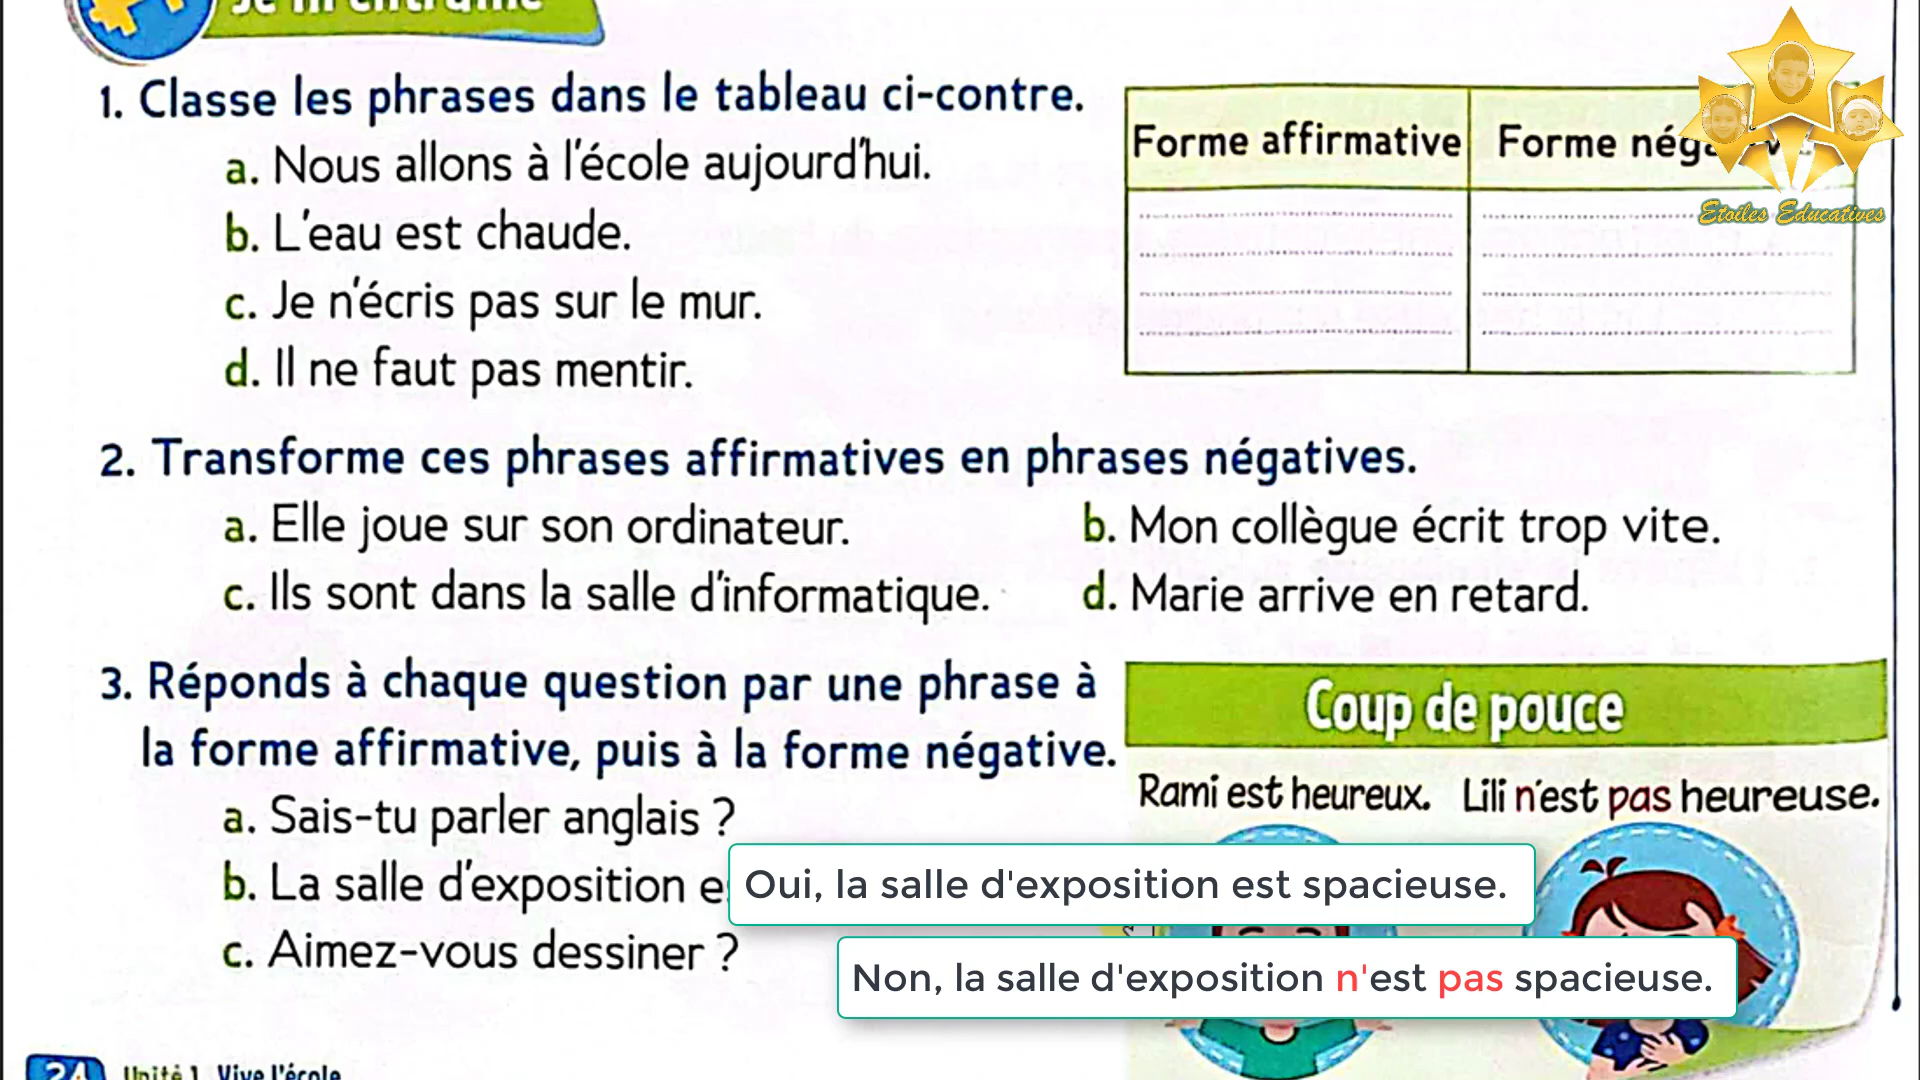 Je m'entraîne
1. Classe les phrases dans le tableau ci-contre.
a. Nous allons à l'école aujourd'hui.
b. L'eau est chaude.
c. Je n'écris pas sur le mur.
d. Il ne faut pas mentir.
Forme affirmative Forme
Etoiles Educatives
2. Transforme ces phrases affirmatives en phrases négatives.
a. Elle joue sur son ordinateur. b. Mon collègue écrit trop vite.
c. Ils sont dans la salle d'informatique. d. Marie arrive en retard.
3. Réponds à chaque question par une phrase à
la forme affirmative, puis à la forme négative.
a. Sais-tu parler anglais ?
b. La salle d'exposition
c. Aimez-vous dessiner ?
Coup de pouce
Rami est heureux. Lili n'est pas heureuse.
Oui, la salle d'exposition est spacieuse.
Non, la salle d'exposition n'est pas spacieuse.
24 Unité 1 Vive l'école